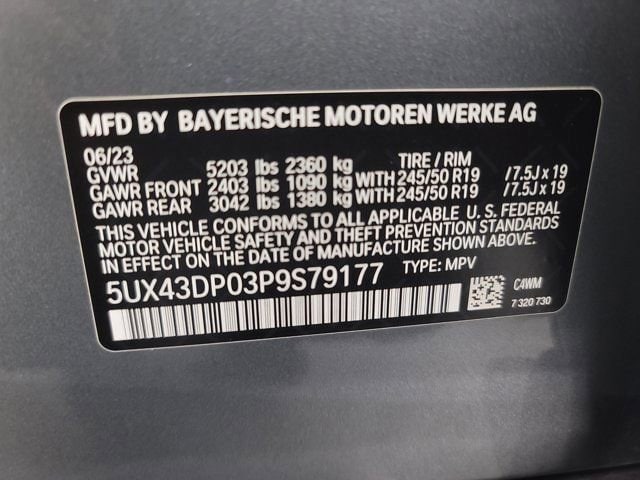 MFD BY BAYERISCHE MOTOREN WERKE AG
06/23 TIRE / RIM
GVWR 5203 lbs 2360 kg
GAWR FRONT 2403 lbs 1090 kg WITH 245/50 R19 /7.5J x 19
GAWR REAR 3042 lbs 1380 kg WITH 245/50 R19 /7.5J x 19
THIS VEHICLE CONFORMS TO ALL APPLICABLE U. S. FEDERAL
MOTOR VEHICLE SAFETY AND THEFT PREVENTION STANDARDS
IN EFFECT ON THE DATE OF MANUFACTURE SHOWN ABOVE.
5UX43DP03P9S79177 TYPE: MPV
C4WM
7 320 730